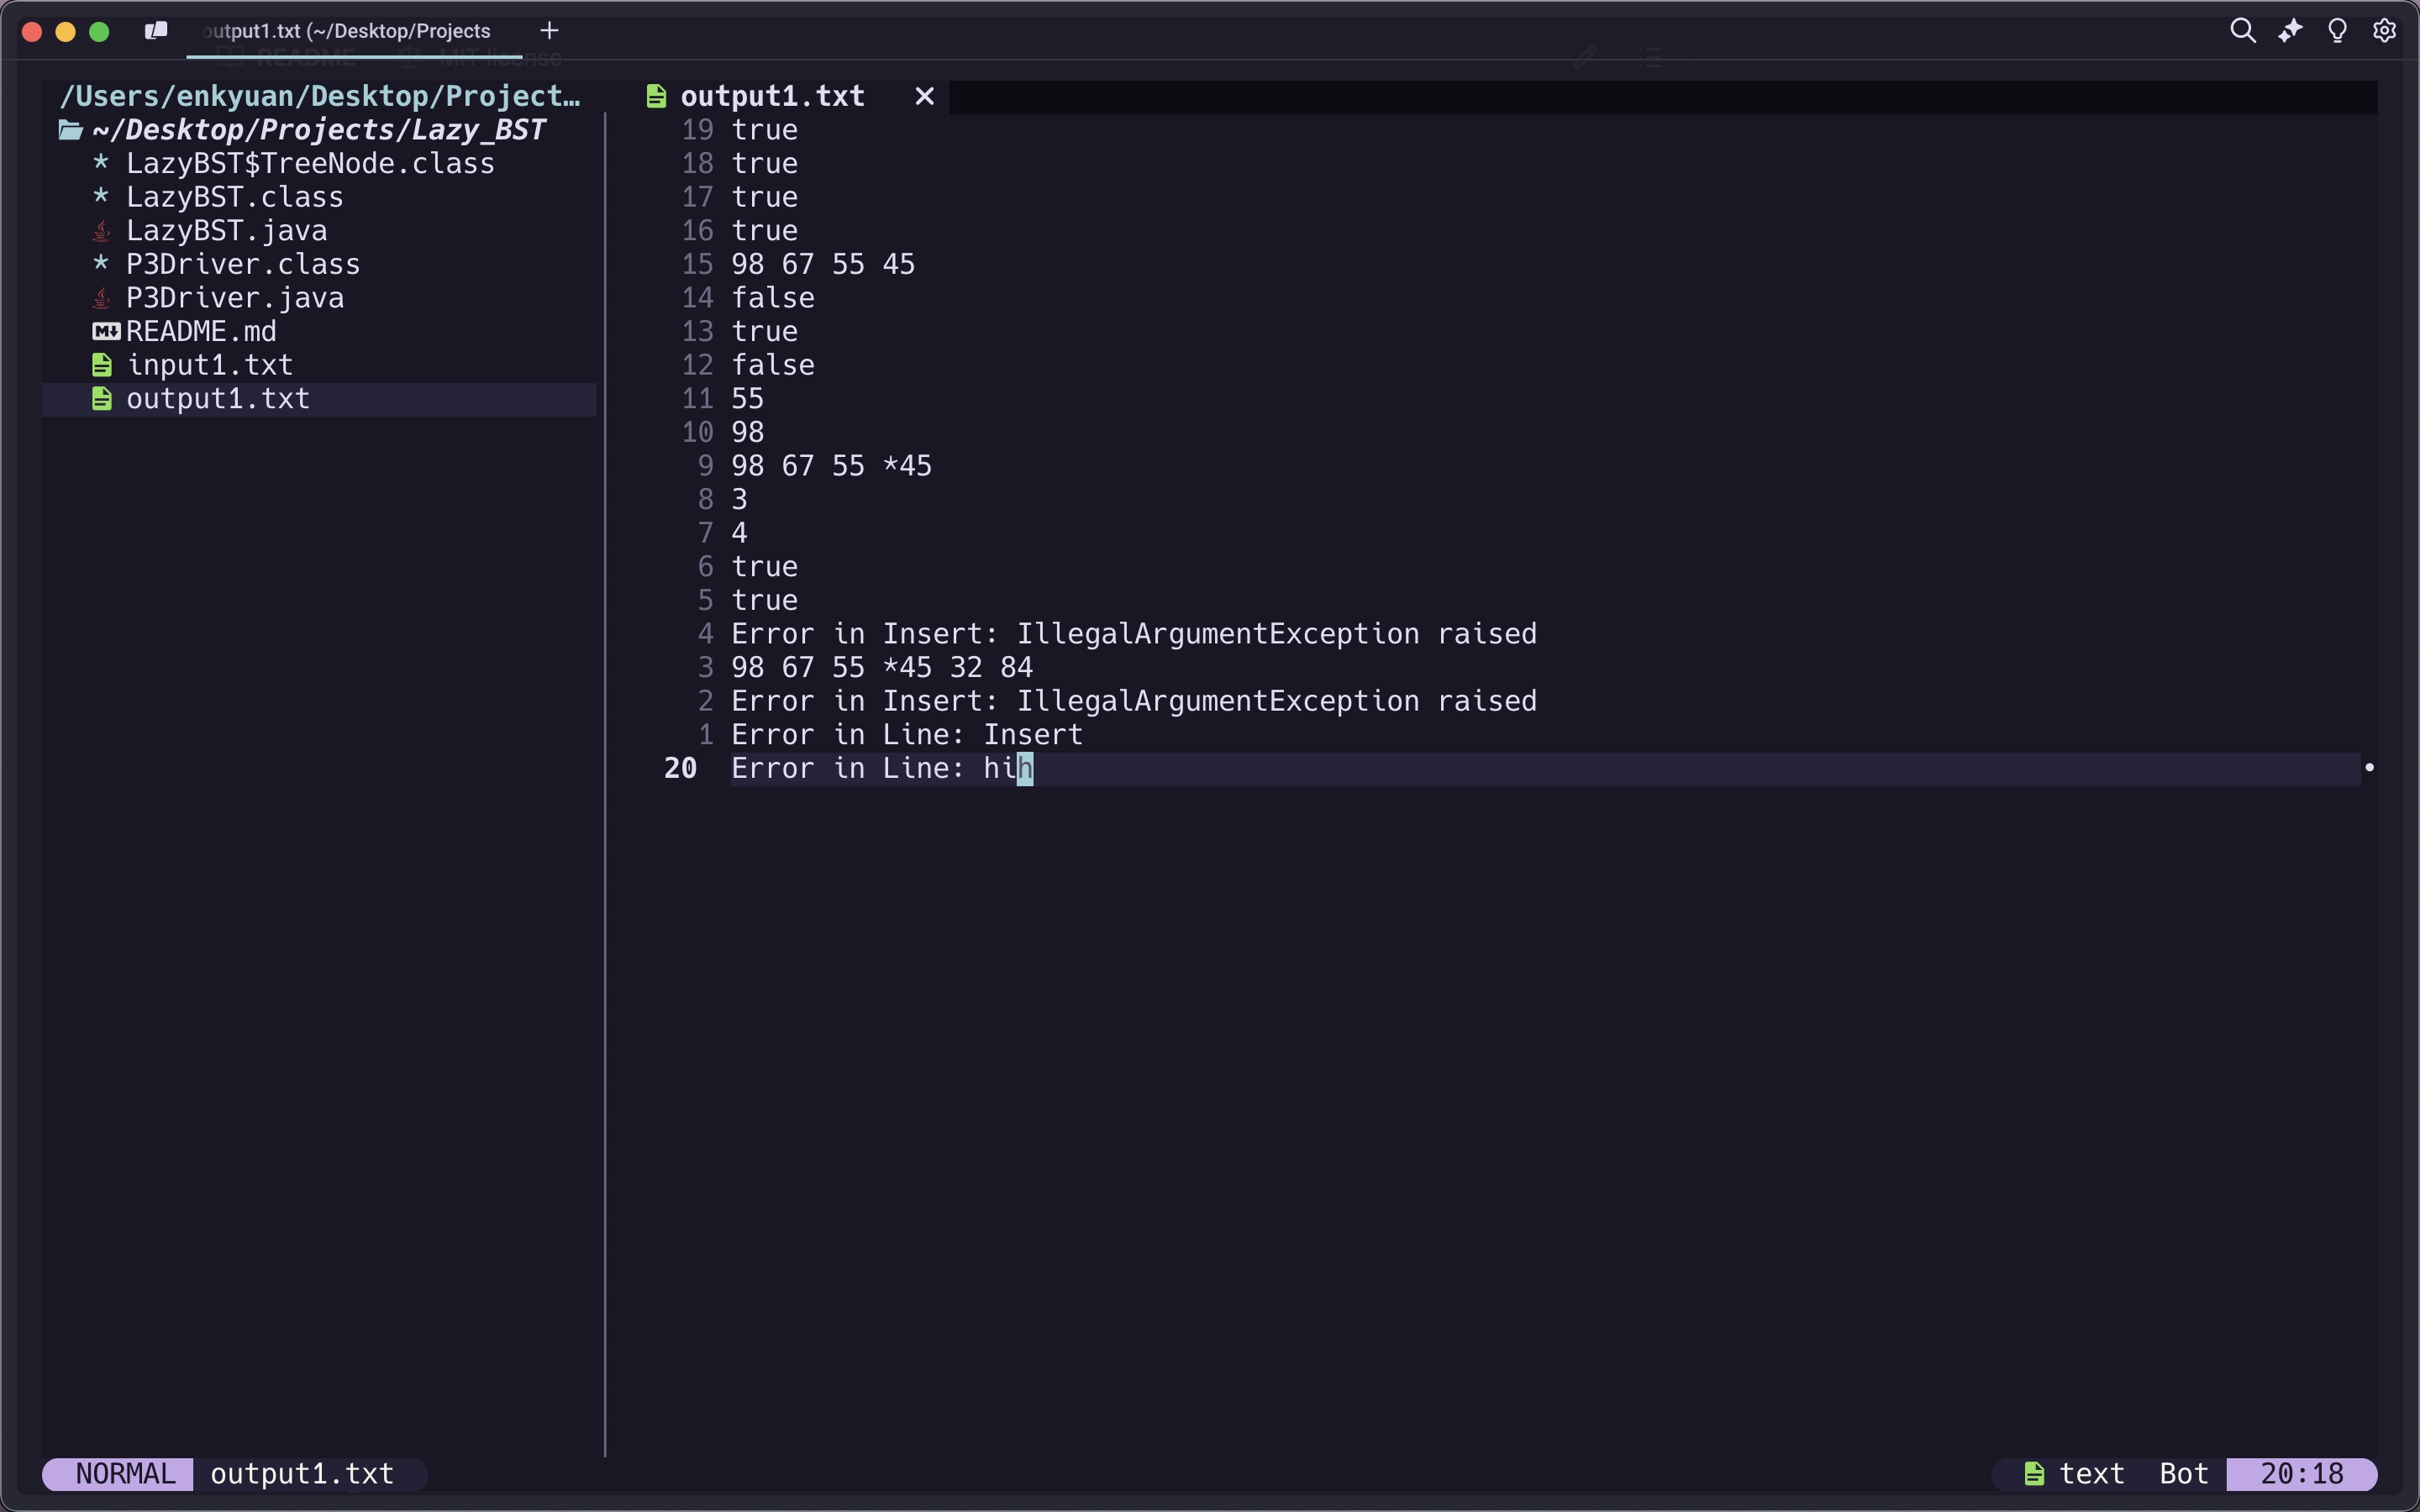 output1.txt (~/Desktop/Projects
README MIT license
/Users/enkyuan/Desktop/Project…
~/Desktop/Projects/Lazy_BST
* LazyBST$TreeNode.class
* LazyBST.class
LazyBST.java
* P3Driver.class
P3Driver.java
M↓ README.md
input1.txt
output1.txt
output1.txt ×
19 true
18 true
17 true
16 true
15 98 67 55 45
14 false
13 true
12 false
11 55
10 98
9 98 67 55 *45
8 3
7 4
6 true
5 true
4 Error in Insert: IllegalArgumentException raised
3 98 67 55 *45 32 84
2 Error in Insert: IllegalArgumentException raised
1 Error in Line: Insert
20 Error in Line: hih
NORMAL output1.txt
text Bot 20:18